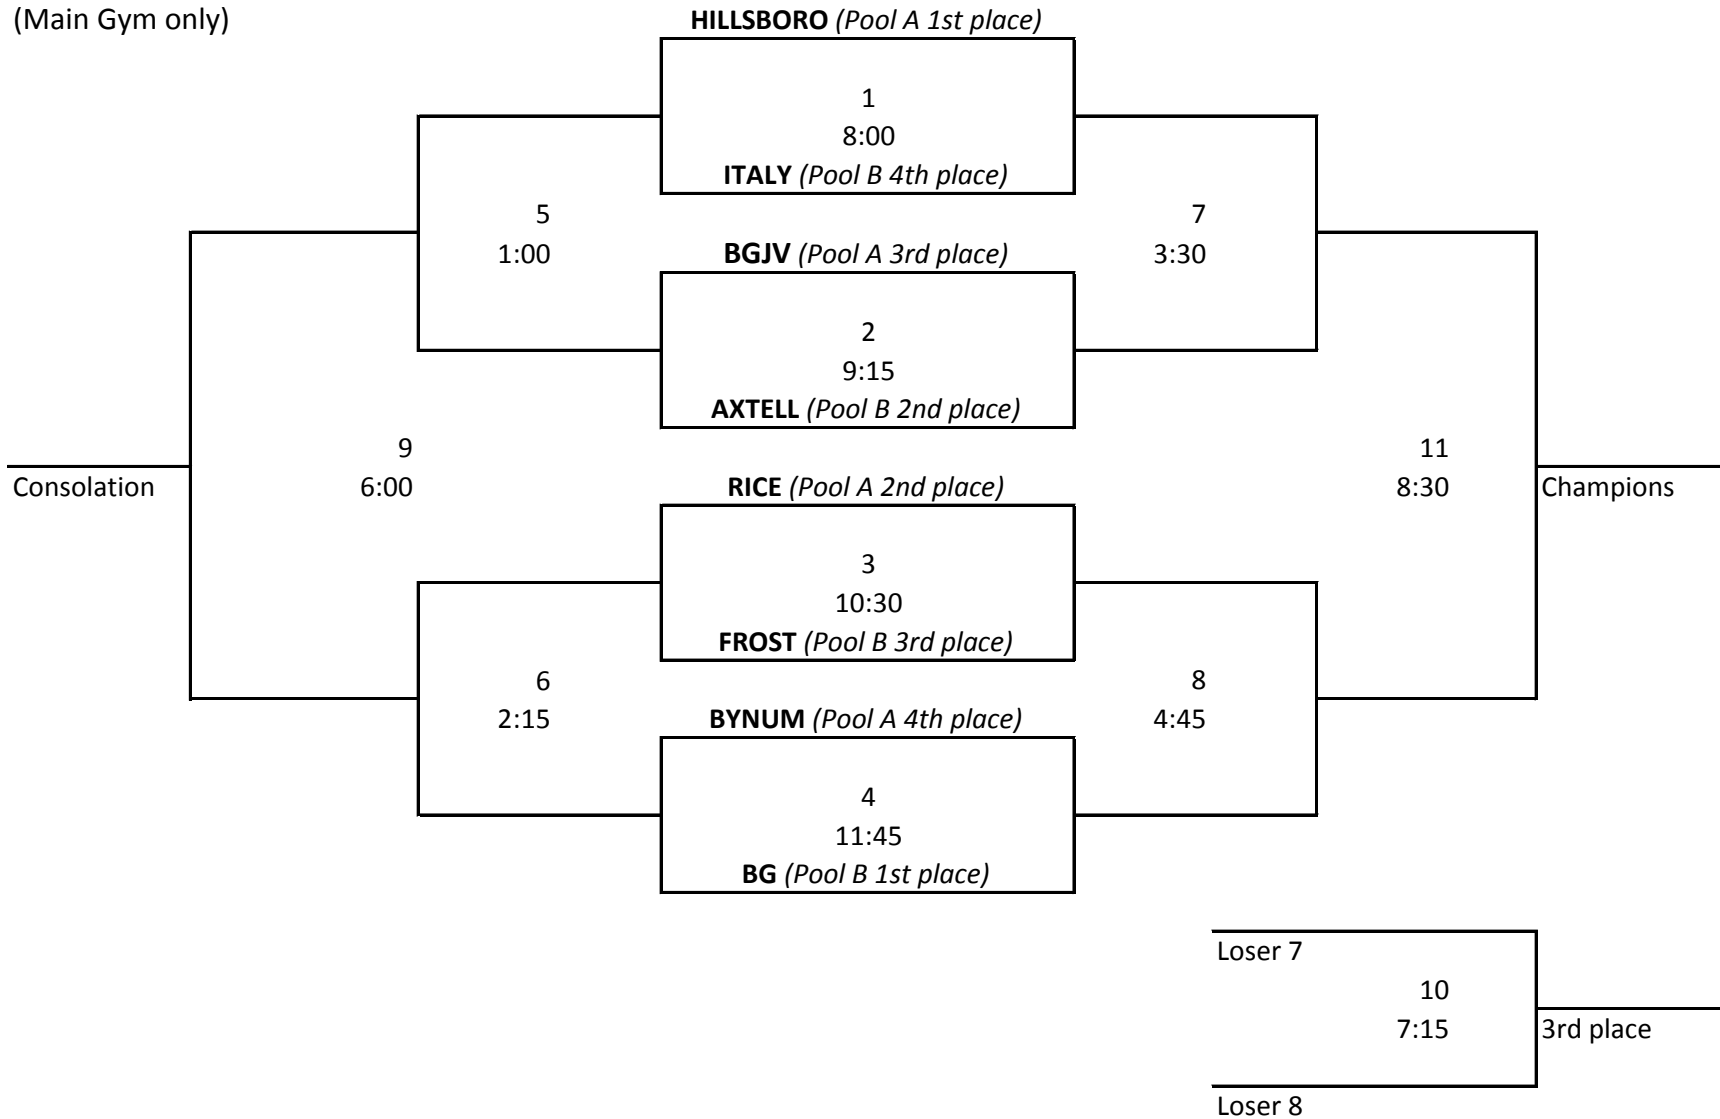 (Main Gym only)
HILLSBORO (Pool A 1st place)
1
8:00
ITALY (Pool B 4th place)
5
7
1:00
BGJV (Pool A 3rd place)
3:30
2
9:15
AXTELL (Pool B 2nd place)
9
11
Consolation
6:00
RICE (Pool A 2nd place)
8:30
Champions
3
10:30
FROST (Pool B 3rd place)
6
8
2:15
BYNUM (Pool A 4th place)
4:45
4
11:45
BG (Pool B 1st place)
Loser 7
10
7:15
3rd place
Loser 8